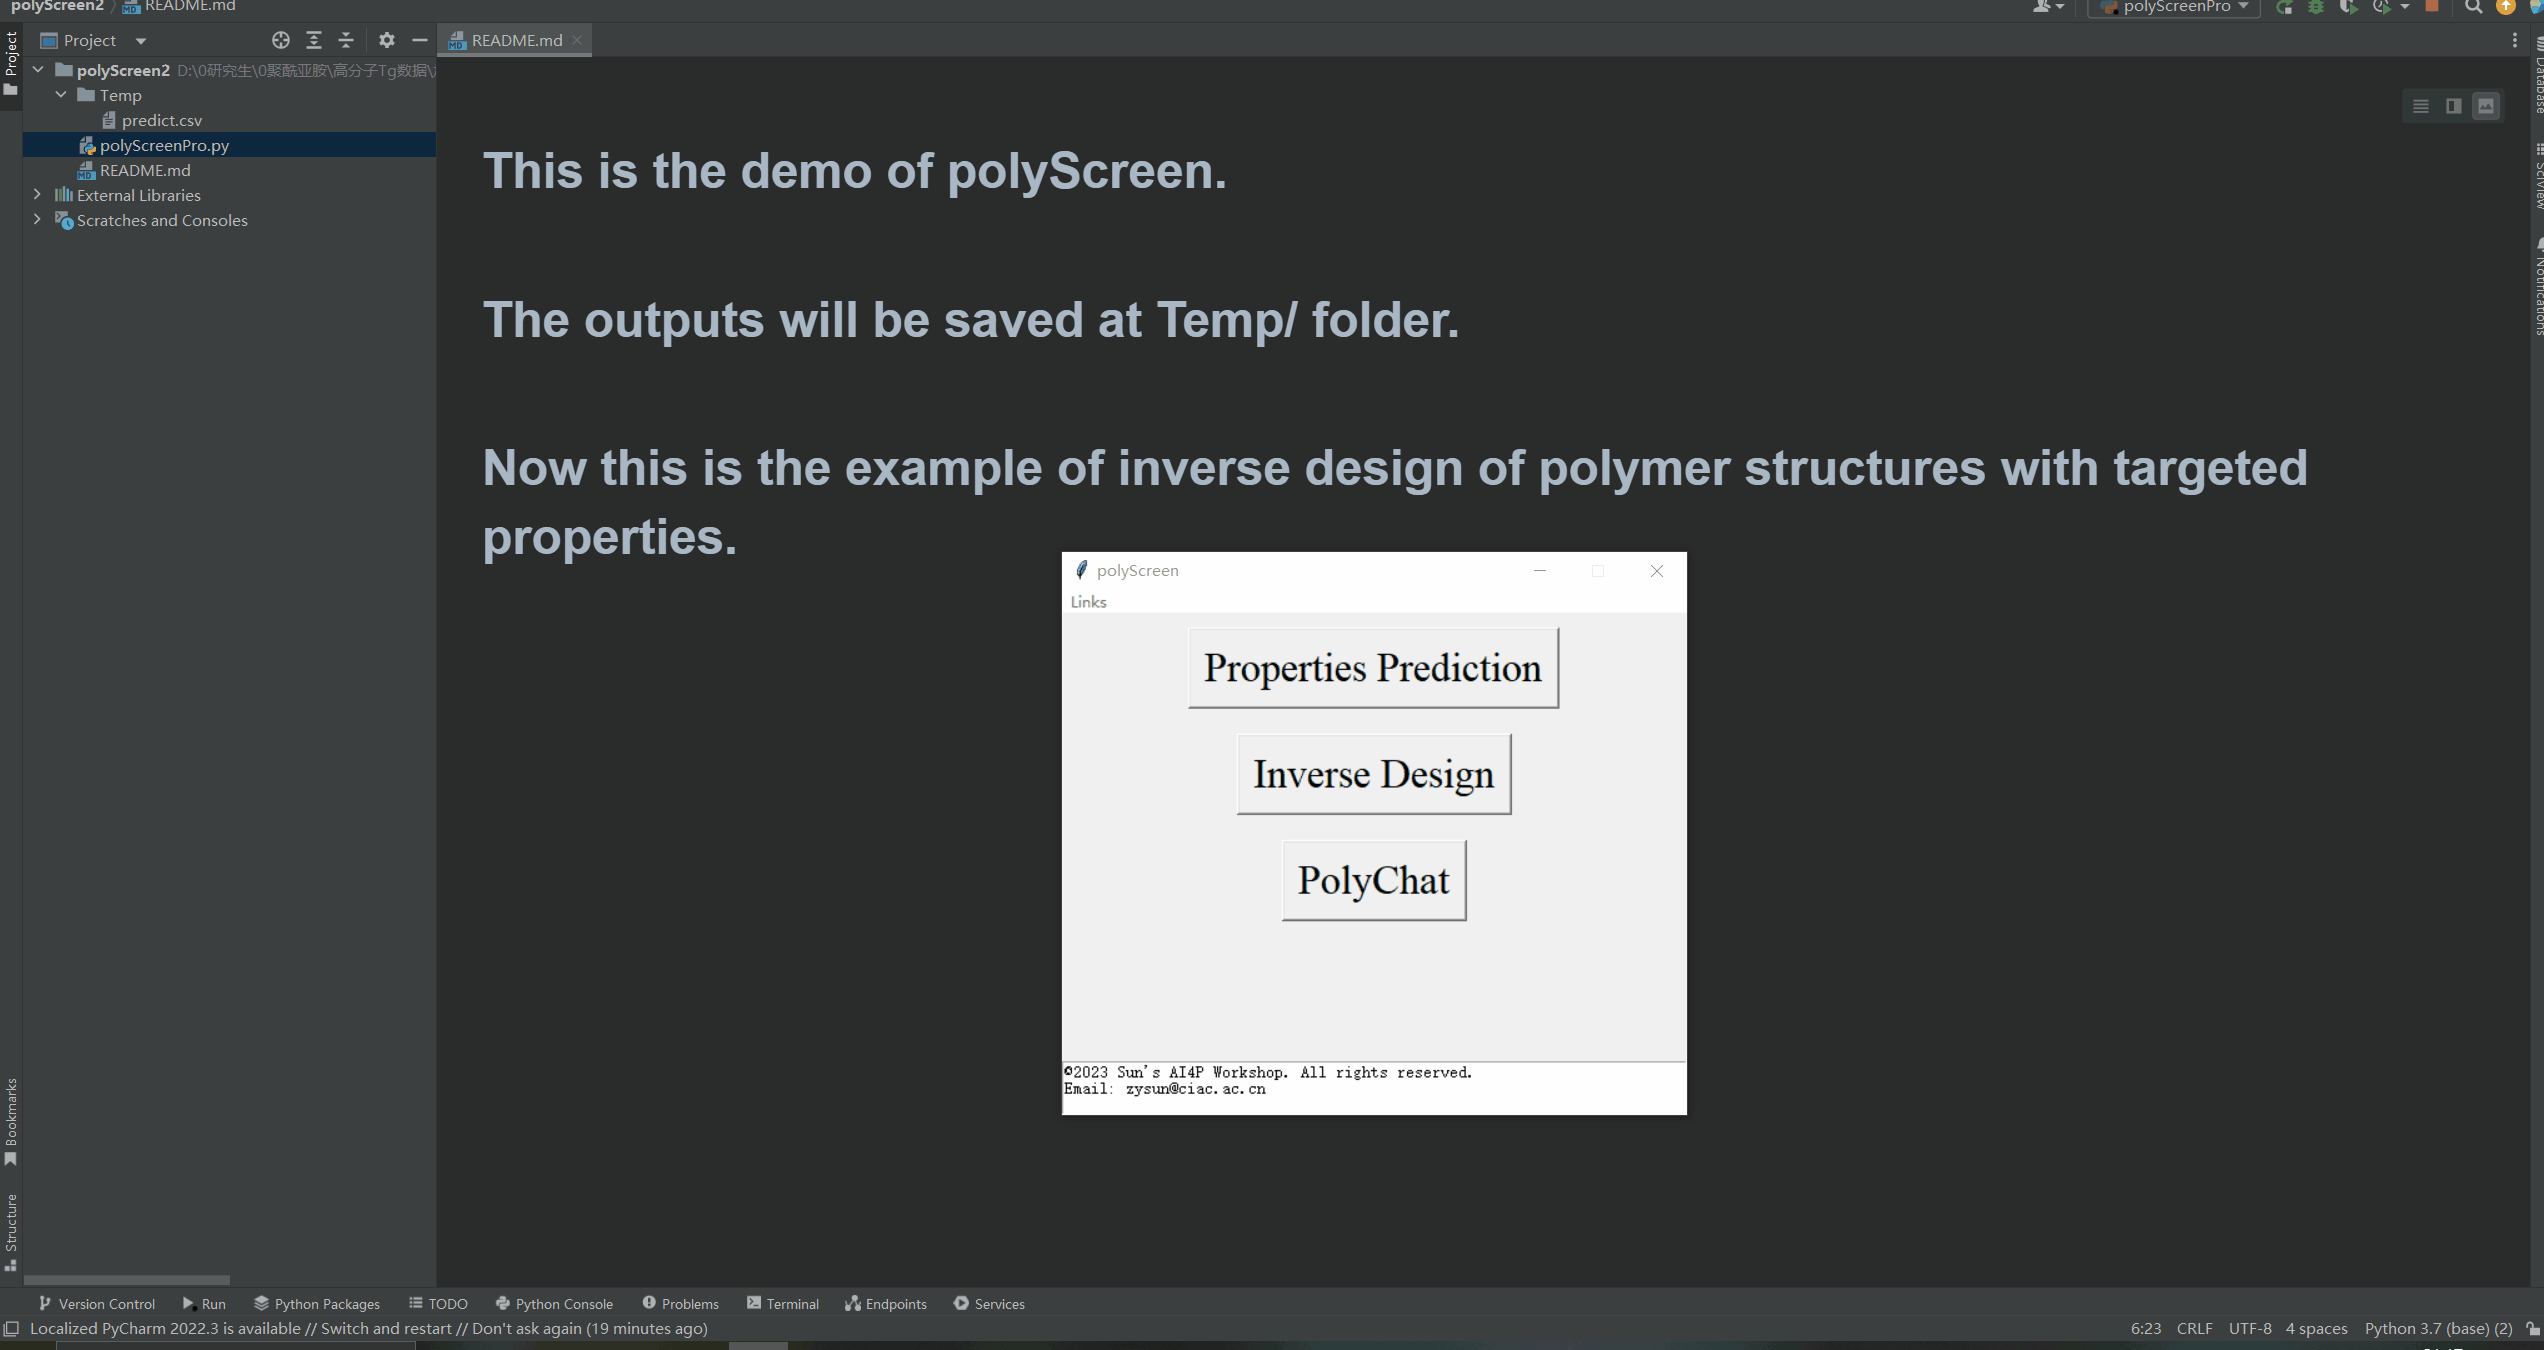 polyScreen2 README.md
polyScreenPro
Project
README.md
Project
polyScreen2 D:\0研究生\0聚酰亚胺\高分子Tg数据\
Temp
predict.csv
polyScreenPro.py
README.md
External Libraries
Scratches and Consoles
This is the demo of polyScreen.
The outputs will be saved at Temp/ folder.
Now this is the example of inverse design of polymer structures with targeted
properties.
polyScreen
Links
Properties Prediction
Inverse Design
PolyChat
©2023 Sun's AI4P Workshop. All rights reserved.
Email: zysun@ciac.ac.cn
Database
SciView
Notifications
Bookmarks
Structure
Version Control Run Python Packages TODO Python Console Problems Terminal Endpoints Services
Localized PyCharm 2022.3 is available // Switch and restart // Don't ask again (19 minutes ago)
6:23 CRLF UTF-8 4 spaces Python 3.7 (base) (2)